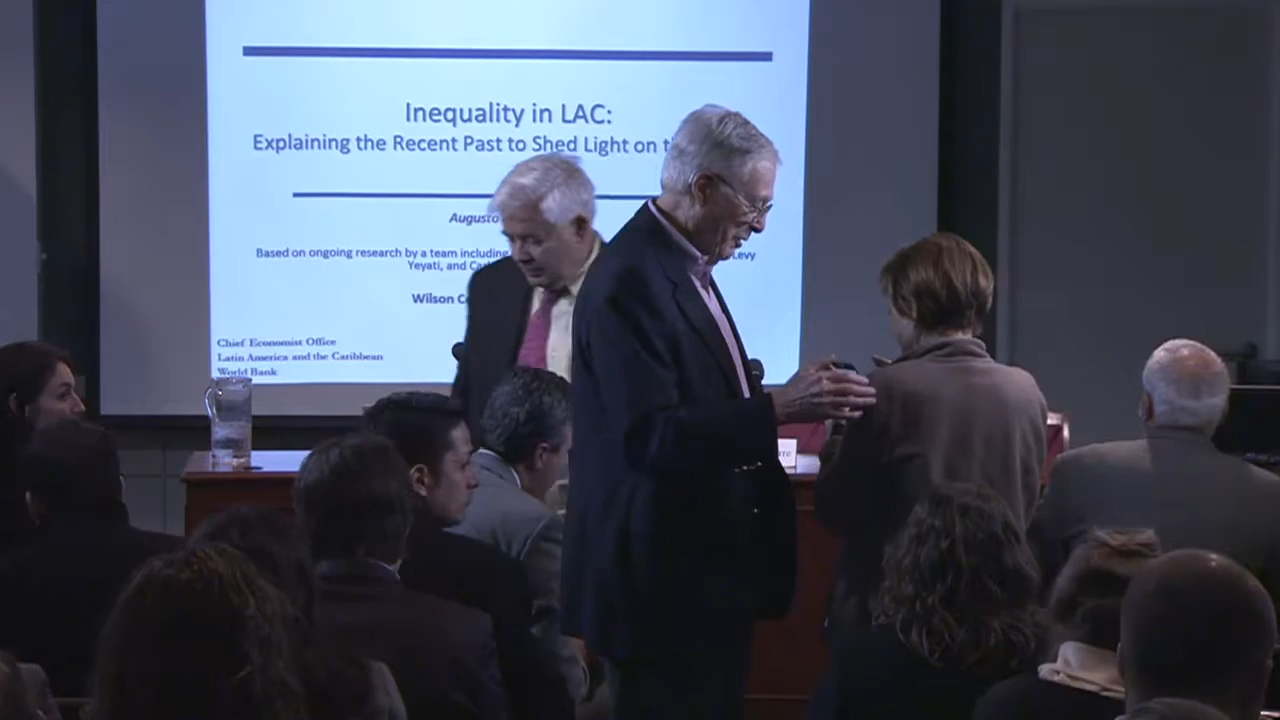 Inequality in LAC:
Explaining the Recent Past to Shed Light on
Augusto
Based on ongoing research by a team including Levy
Yeyati, and
Wilson
Chief Economist Office
Latin America and the Caribbean
World Bank